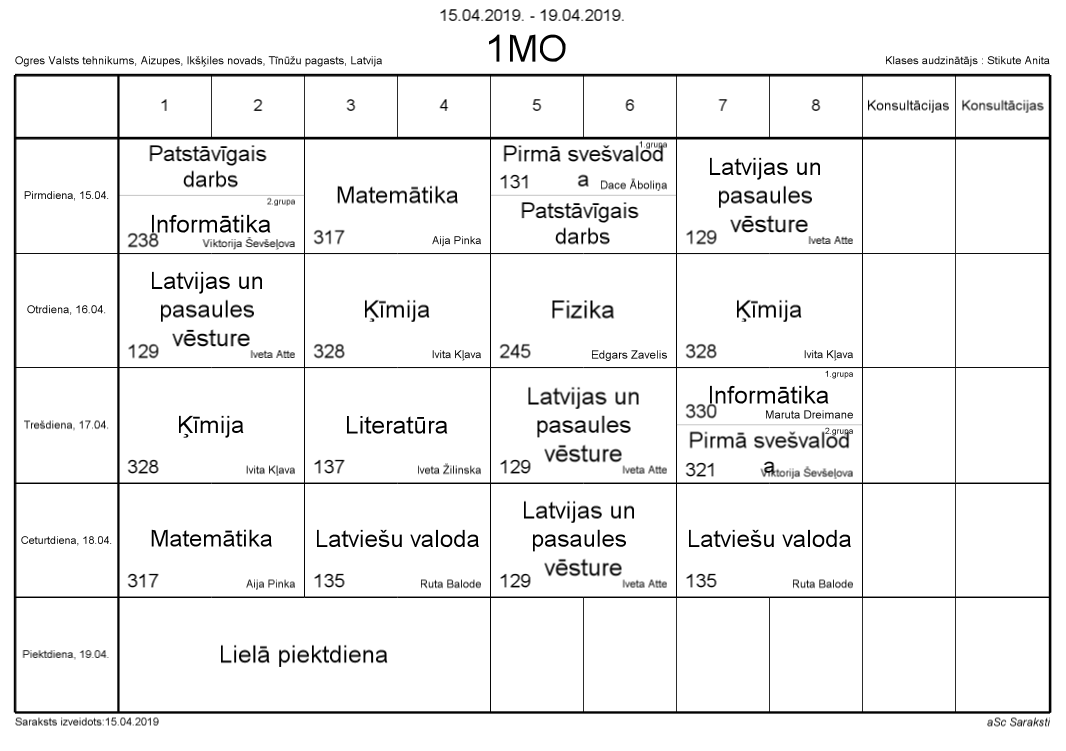 15.04.2019. - 19.04.2019.
1MO
Ogres Valsts tehnikums, Aizupes, Ikšķiles novads, Tīnūžu pagasts, Latvija
Klases audzinātājs : Stikute Anita
1 2 3 4 5 6 7 8 Konsultācijas Konsultācijas
Pirmdiena, 15.04.
Patstāvīgais
darbs
2.grupa
Informātika
238 Viktorija Ševšeļova
Matemātika
317 Aija Pinka
1.grupa
Pirmā svešvalod
a
131 Dace Āboliņa
Patstāvīgais
darbs
Latvijas un
pasaules
vēsture
129 Iveta Atte
Otrdiena, 16.04.
Latvijas un
pasaules
vēsture
129 Iveta Atte
Ķīmija
328 Ivita Kļava
Fizika
245 Edgars Zavelis
Ķīmija
328 Ivita Kļava
Trešdiena, 17.04.
Ķīmija
328 Ivita Kļava
Literatūra
137 Iveta Žilinska
Latvijas un
pasaules
vēsture
129 Iveta Atte
1.grupa
Informātika
330 Maruta Dreimane
2.grupa
Pirmā svešvalod
a
321 Viktorija Ševšeļova
Ceturtdiena, 18.04.
Matemātika
317 Aija Pinka
Latviešu valoda
135 Ruta Balode
Latvijas un
pasaules
vēsture
129 Iveta Atte
Latviešu valoda
135 Ruta Balode
Piektdiena, 19.04.
Lielā piektdiena
Saraksts izveidots:15.04.2019
aSc Saraksti